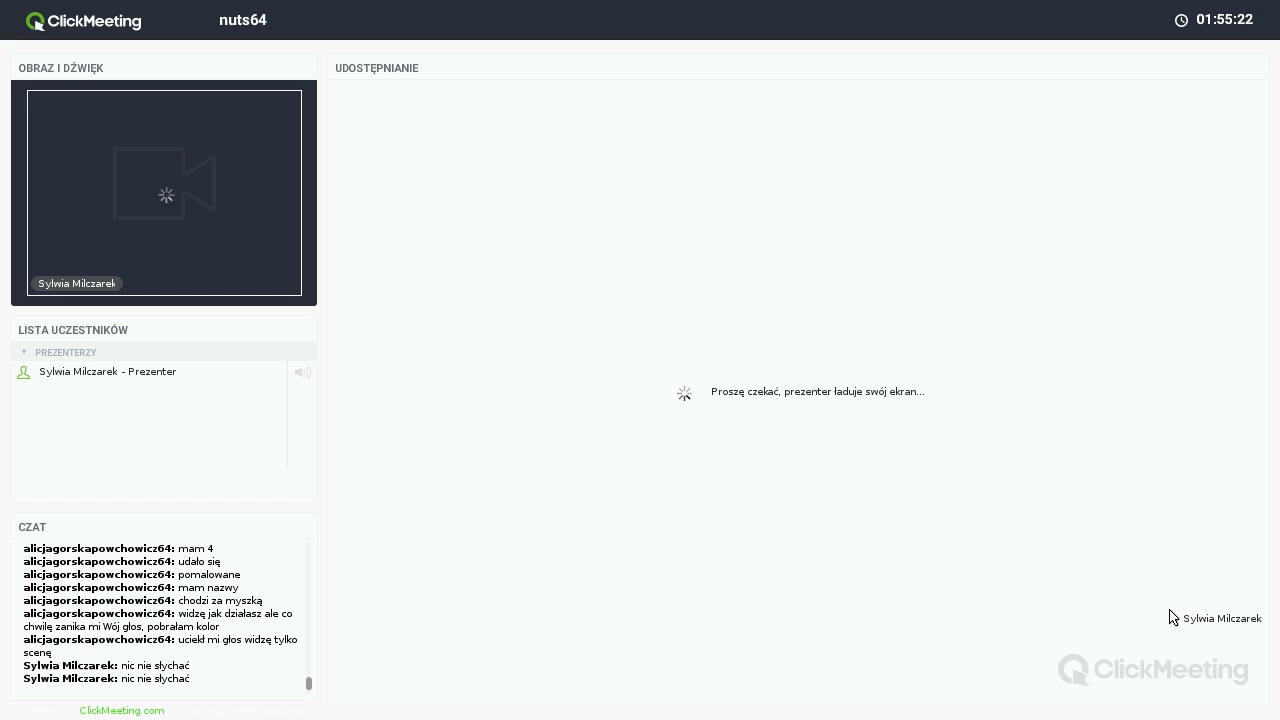 ClickMeeting
nuts64
01:55:22
OBRAZ I DŹWIĘK
Sylwia Milczarek
LISTA UCZESTNIKÓW
PREZENTERZY
Sylwia Milczarek - Prezenter
CZAT
alicjagorskapowchowicz64: mam 4
alicjagorskapowchowicz64: udało się
alicjagorskapowchowicz64: pomalowane
alicjagorskapowchowicz64: mam nazwy
alicjagorskapowchowicz64: chodzi za myszką
alicjagorskapowchowicz64: widzę jak działasz ale co
chwilę zanika mi Wój głos, pobrałam kolor
alicjagorskapowchowicz64: uciekł mi głos widzę tylko
scenę
Sylwia Milczarek: nic nie słychać
Sylwia Milczarek: nic nie słychać
ClickMeeting.com
UDOSTĘPNIANIE
Proszę czekać, prezenter ładuje swój ekran...
Sylwia Milczarek
ClickMeeting